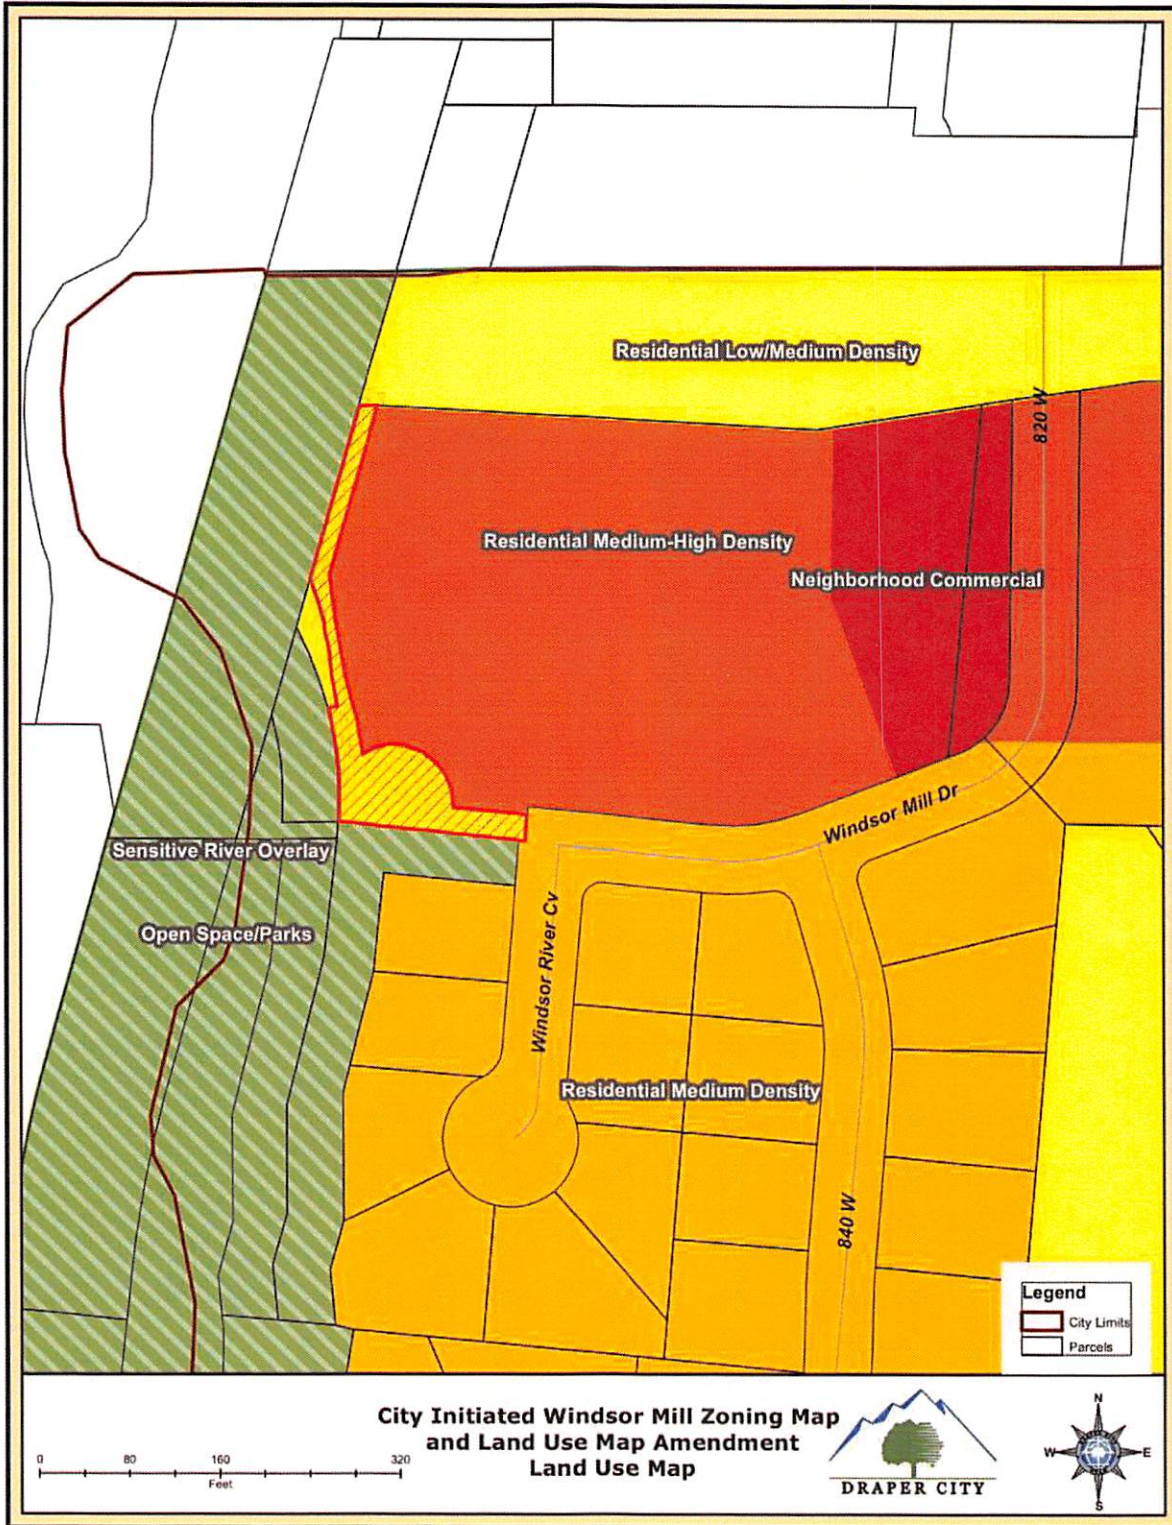 Residential Low/Medium Density
820 W
Residential Medium-High Density
Neighborhood Commercial
Windsor Mill Dr
Sensitive River Overlay
Open Space/Parks
Windsor River Cv
Residential Medium Density
840 W
Legend
City Limits
Parcels
City Initiated Windsor Mill Zoning Map
and Land Use Map Amendment
Land Use Map
0 80 160 320
Feet
DRAPER CITY
N
W E
S